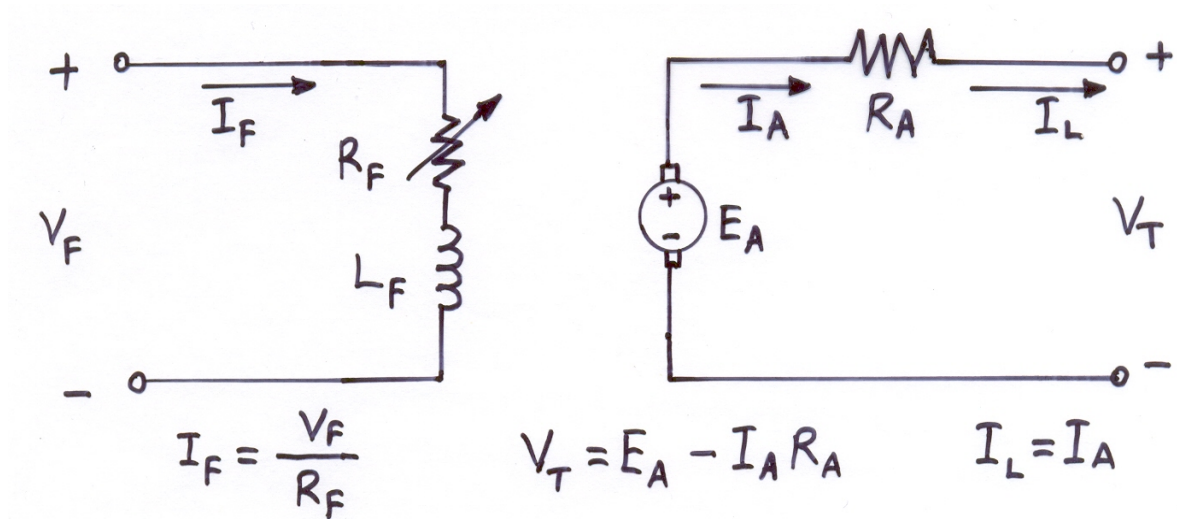 +
I_F
R_F
V_F
L_F
-
I_A
R_A
I_L
+
+
-
E_A
V_T
-
I_F = V_F / R_F
V_T = E_A - I_A R_A
I_L = I_A